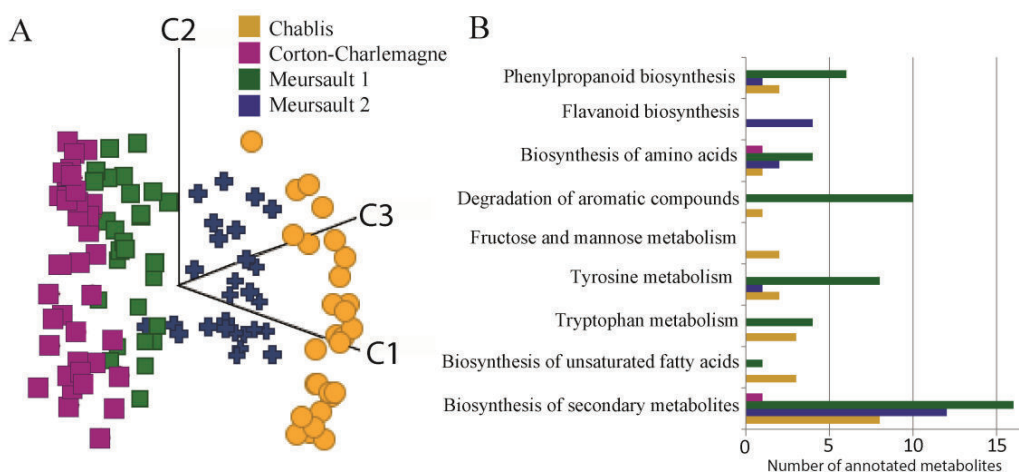 A
C2
Chablis
Corton-Charlemagne
Meursault 1
Meursault 2
C3
C1
B
Phenylpropanoid biosynthesis
Flavanoid biosynthesis
Biosynthesis of amino acids
Degradation of aromatic compounds
Fructose and mannose metabolism
Tyrosine metabolism
Tryptophan metabolism
Biosynthesis of unsaturated fatty acids
Biosynthesis of secondary metabolites
0 5 10 15
Number of annotated metabolites